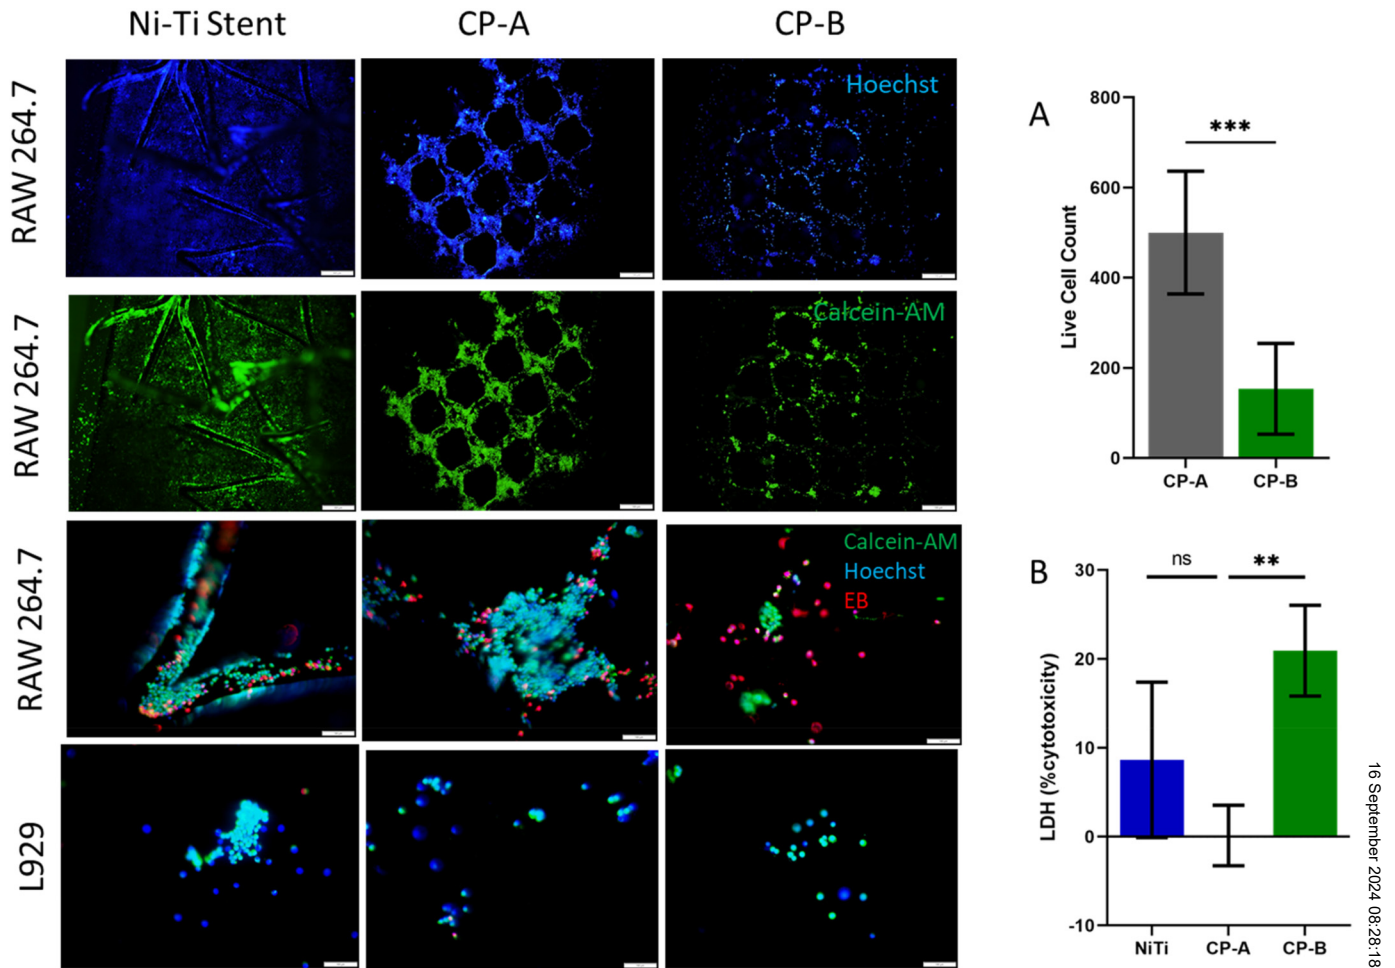 Ni-Ti Stent
CP-A
CP-B
RAW 264.7
Hoechst
RAW 264.7
Calcein-AM
RAW 264.7
Calcein-AM
Hoechst
EB
L929
A
800
600
400
200
0
Live Cell Count
***
CP-A
CP-B
B
30
20
10
0
-10
LDH (%cytotoxicity)
ns
**
NiTi
CP-A
CP-B
16 September 2024 08:28:18